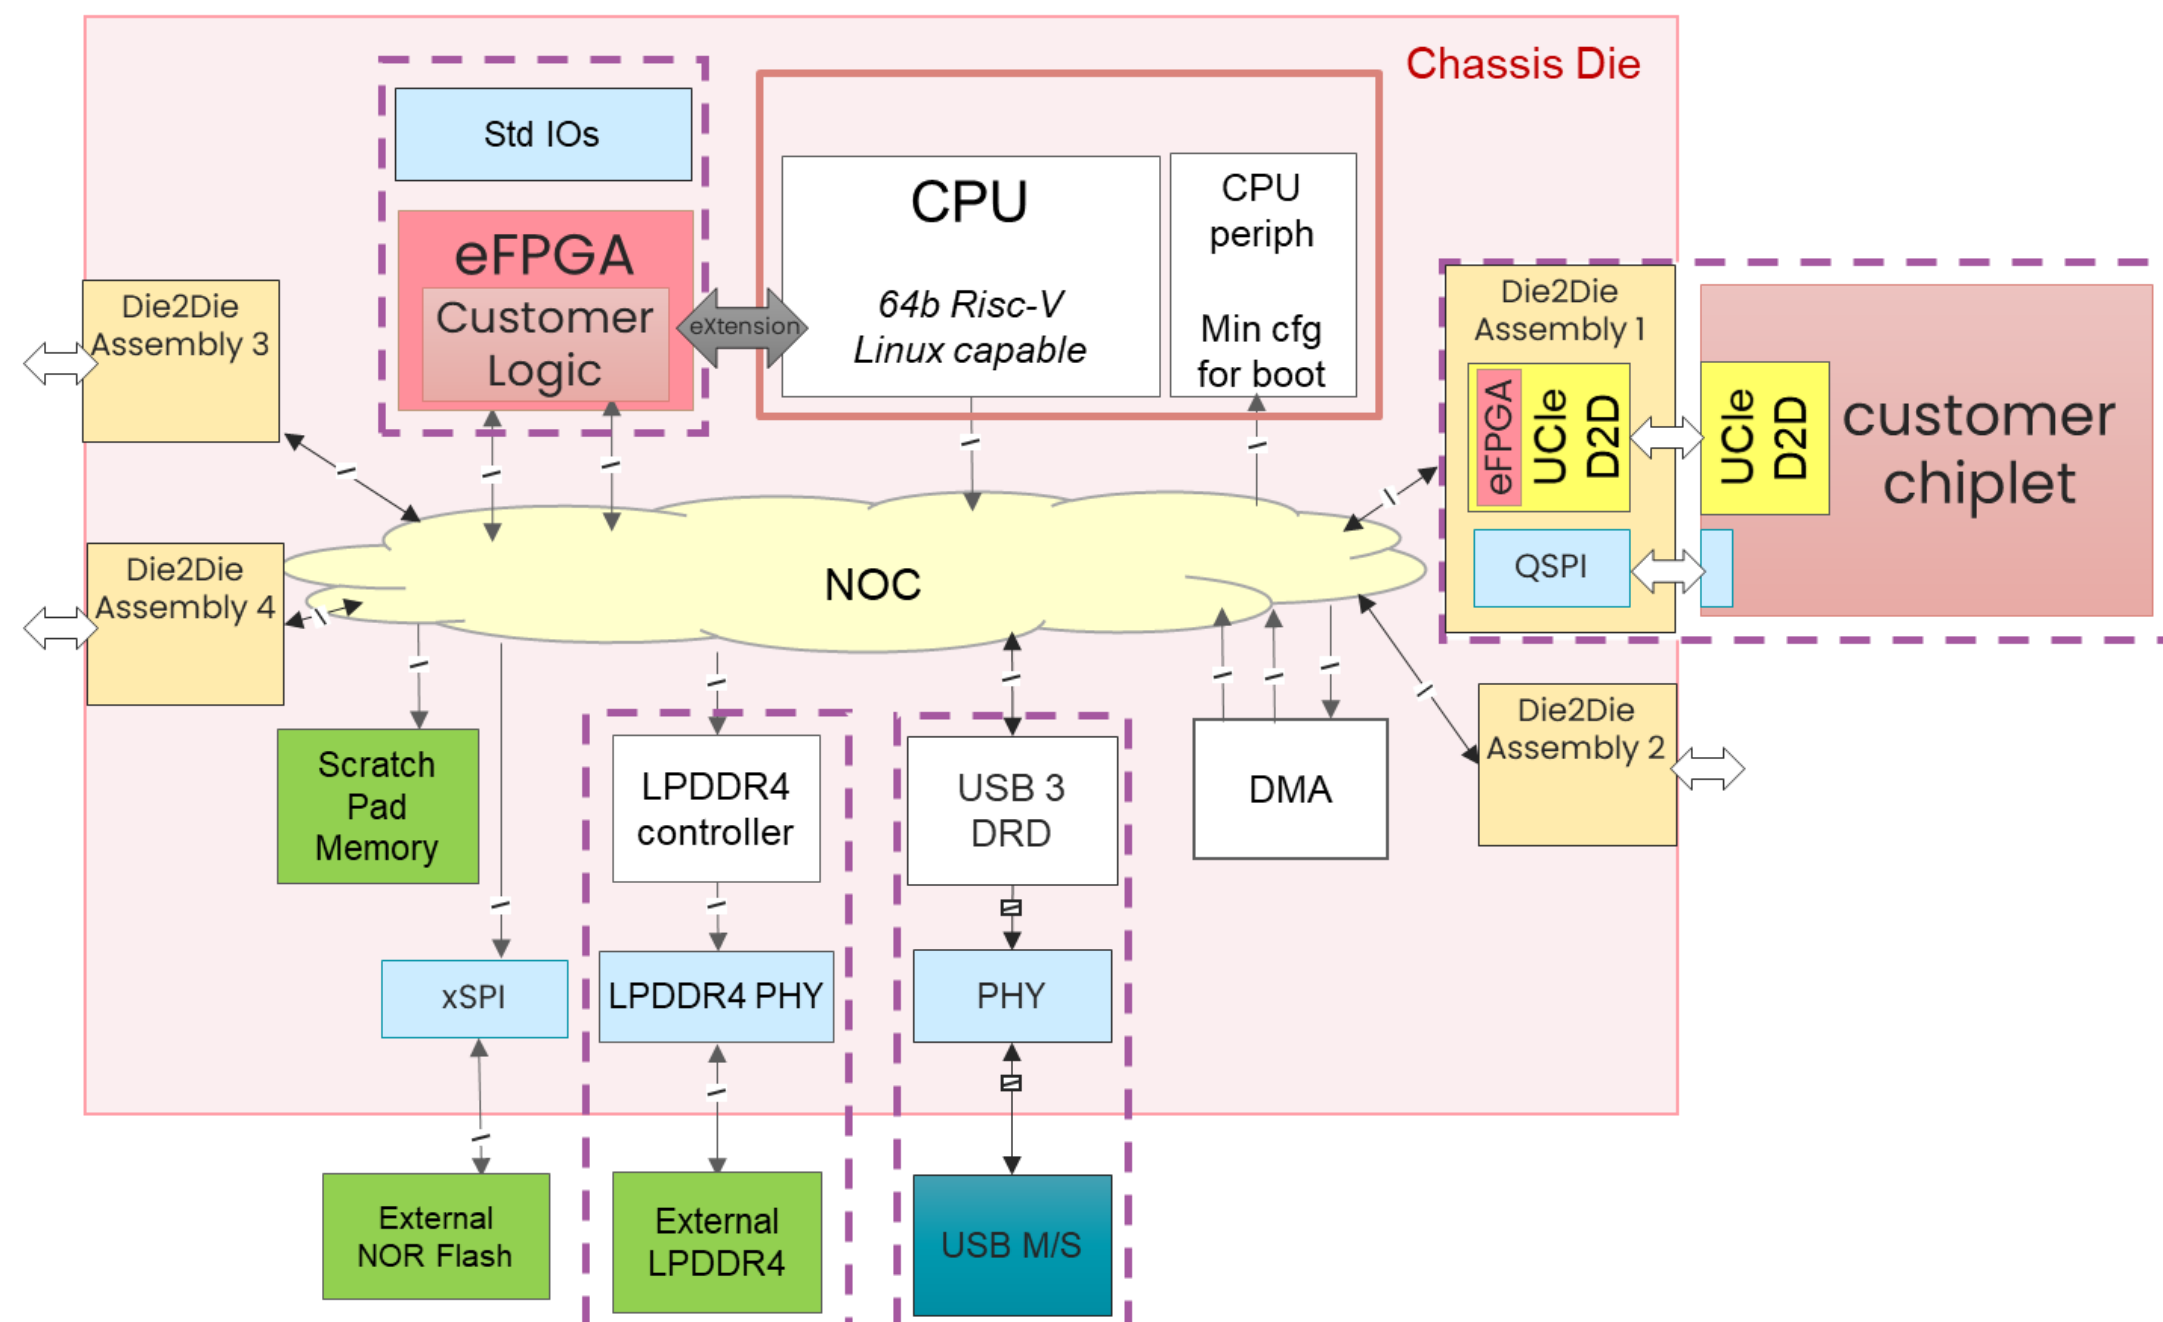 Chassis Die
Std IOs
eFPGA
Customer
Logic
eXtension
CPU
64b Risc-V
Linux capable
CPU
periph
Min cfg
for boot
Die2Die
Assembly 3
Die2Die
Assembly 1
eFPGA
UCIe
D2D
QSPI
UCIe
D2D
customer
chiplet
Die2Die
Assembly 4
NOC
Die2Die
Assembly 2
Scratch
Pad
Memory
LPDDR4
controller
USB 3
DRD
DMA
xSPI
LPDDR4 PHY
PHY
External
NOR Flash
External
LPDDR4
USB M/S